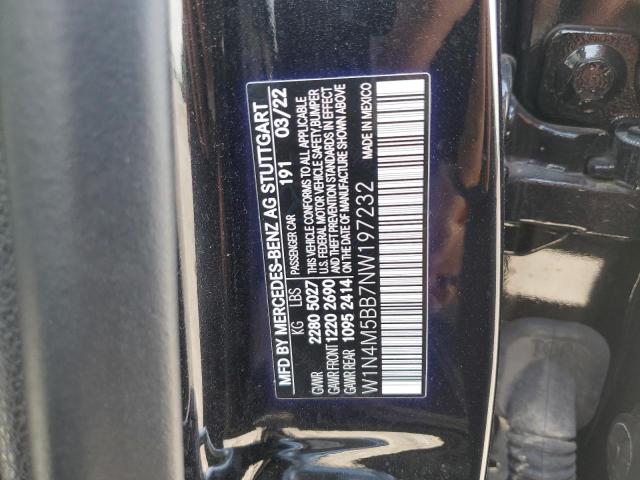 MFD BY MERCEDES-BENZ AG STUTTGART
191 03/22
KG LBS PASSENGER CAR
GVWR 2280 5027
GAWR FRONT 1220 2690
GAWR REAR 1095 2414
THIS VEHICLE CONFORMS TO ALL APPLICABLE
U.S. FEDERAL MOTOR VEHICLE SAFETY, BUMPER
AND THEFT PREVENTION STANDARDS IN EFFECT
ON THE DATE OF MANUFACTURE SHOWN ABOVE
MADE IN MEXICO
W1N4M5BB7NW197232